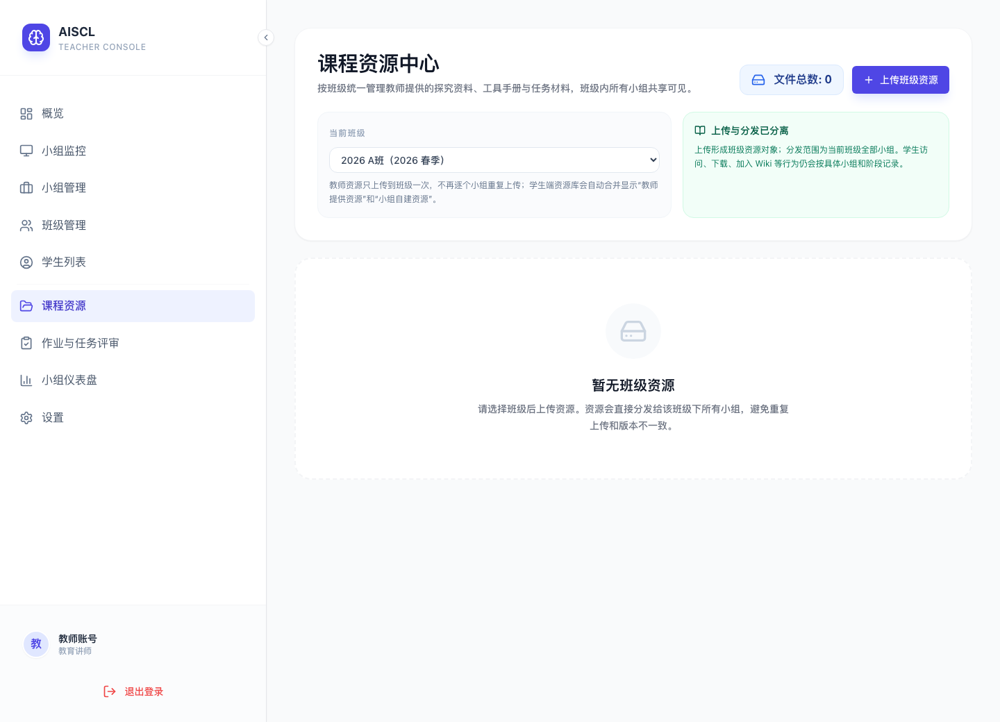 AISCL
TEACHER CONSOLE
概览
小组监控
小组管理
班级管理
学生列表
课程资源
作业与任务评审
小组仪表盘
设置
教
教师账号
教育讲师
退出登录
课程资源中心
按班级统一管理教师提供的探究资料、工具手册与任务材料，班级内所有小组共享可见。
文件总数: 0
上传班级资源
当前班级
2026 A班（2026 春季）
教师资源只上传到班级一次，不再逐个小组重复上传；学生端资源库会自动合并显示“教师
提供资源”和“小组自建资源”。
上传与分发已分离
上传形成班级资源对象；分发范围为当前班级全部小组。学生访
问、下载、加入 Wiki 等行为仍会按具体小组和阶段记录。
暂无班级资源
请选择班级后上传资源。资源会直接分发给该班级下所有小组，避免重复
上传和版本不一致。